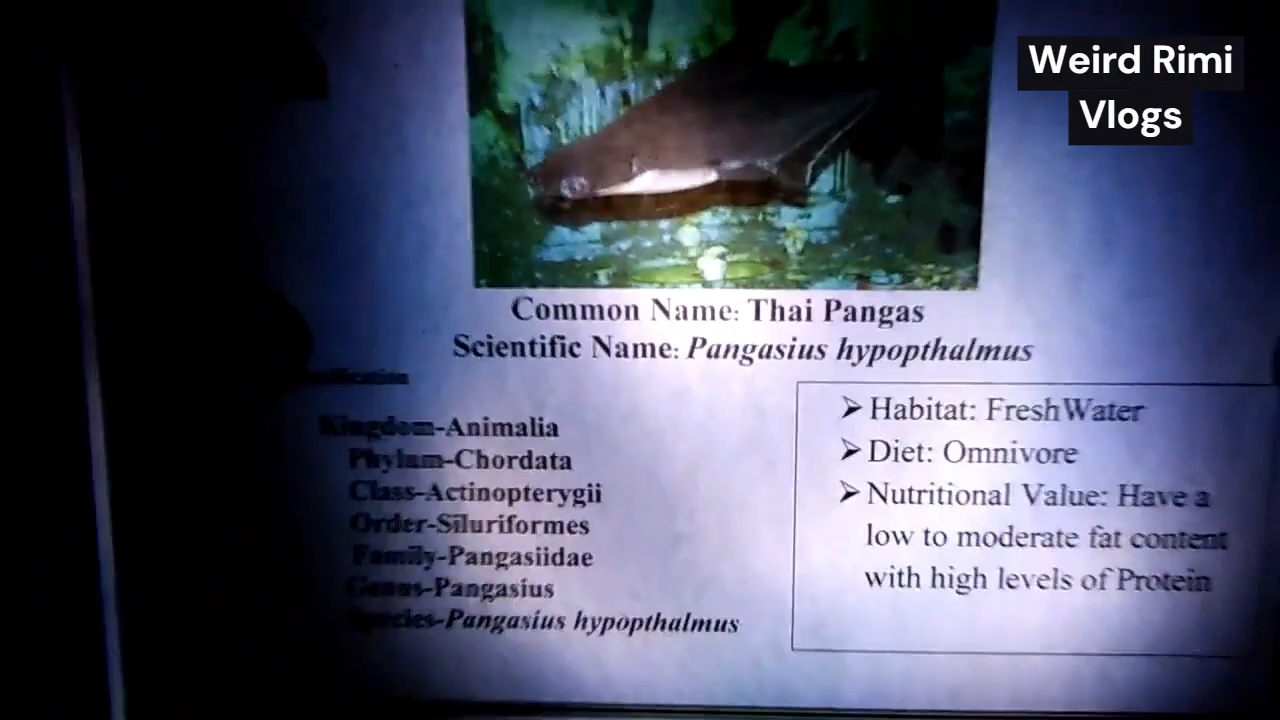 Weird Rimi
Vlogs
Common Name: Thai Pangas
Scientific Name: Pangasius hypopthalmus
Kingdom-Animalia
Phylum-Chordata
Class-Actinopterygii
Order-Siluriformes
Family-Pangasiidae
Genus-Pangasius
Species-Pangasius hypopthalmus
➢ Habitat: FreshWater
➢ Diet: Omnivore
➢ Nutritional Value: Have a
low to moderate fat content
with high levels of Protein